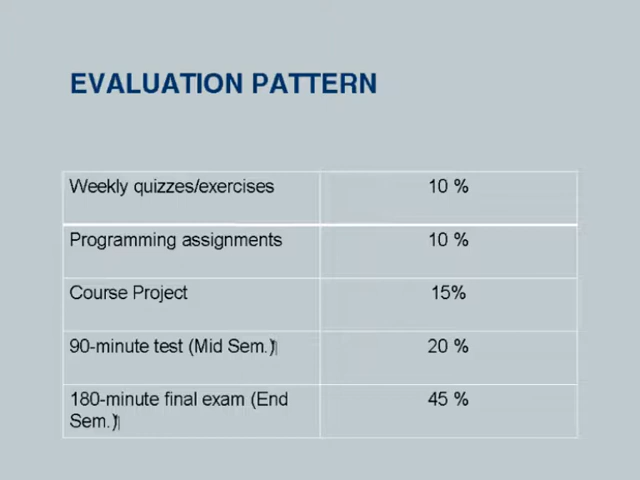 EVALUATION PATTERN
Weekly quizzes/exercises 10 %
Programming assignments 10 %
Course Project 15%
90-minute test (Mid Sem.)
20 %
180-minute final exam (End
Sem.)
45 %